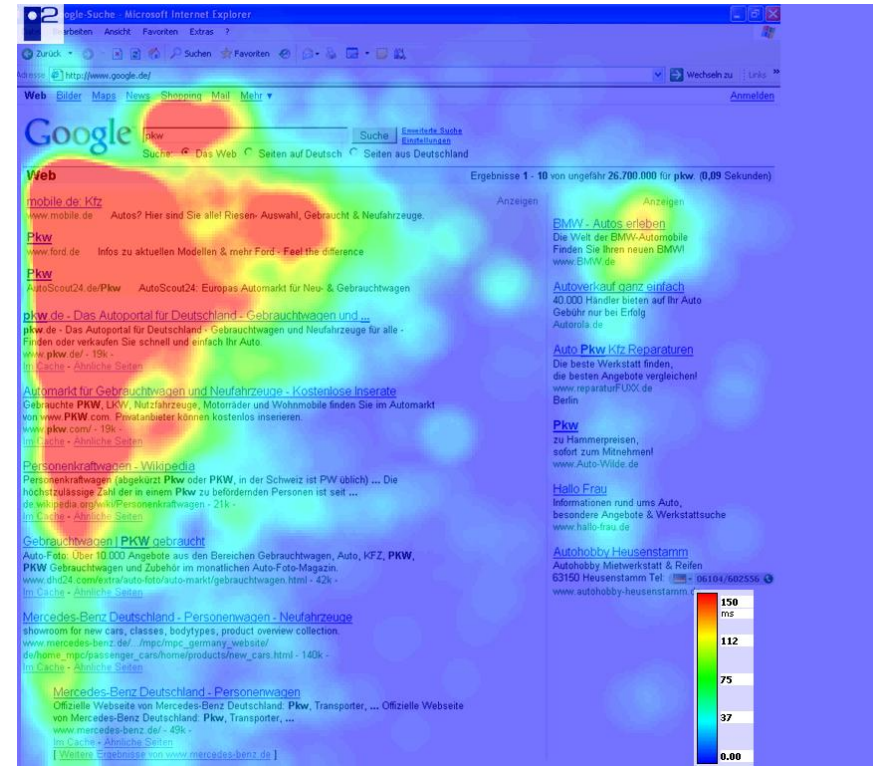 ogle-Suche - Microsoft Internet Explorer
Bearbeiten Ansicht Favoriten Extras ?
Zurück Suchen Favoriten
Adresse http://www.google.de/ Wechseln zu Links »
Web Bilder Maps News Shopping Mail Mehr ▼ Anmelden
Google pkw Suche Erweiterte Suche
Einstellungen
Suche: Das Web Seiten auf Deutsch Seiten aus Deutschland
Web Ergebnisse 1 - 10 von ungefähr 26.700.000 für pkw. (0,09 Sekunden)
mobile.de: Kfz Anzeigen
www.mobile.de Autos? Hier sind Sie alle! Riesen- Auswahl, Gebraucht & Neufahrzeuge.
Pkw
www.ford.de Infos zu aktuellen Modellen & mehr Ford - Feel the difference
Pkw
AutoScout24.de/Pkw AutoScout24: Europas Automarkt für Neu- & Gebrauchtwagen
pkw.de - Das Autoportal für Deutschland - Gebrauchtwagen und ...
pkw.de - Das Autoportal für Deutschland - Gebrauchtwagen und Neufahrzeuge für alle -
Finden oder verkaufen Sie schnell und einfach Ihr Auto.
www.pkw.de/ - 19k -
Im Cache - Ähnliche Seiten
Automarkt für Gebrauchtwagen und Neufahrzeuge - Kostenlose Inserate
Gebrauchte PKW, LKW, Nutzfahrzeuge, Motorräder und Wohnmobile finden Sie im Automarkt
von www.PKW.com. Privatanbieter können kostenlos inserieren.
www.pkw.com/ - 19k -
Im Cache - Ähnliche Seiten
Personenkraftwagen - Wikipedia
Personenkraftwagen (abgekürzt Pkw oder PKW, in der Schweiz ist PW üblich) ... Die
höchstzulässige Zahl der in einem Pkw zu befördernden Personen ist seit ...
de.wikipedia.org/wiki/Personenkraftwagen - 21k -
Im Cache - Ähnliche Seiten
Gebrauchtwagen | PKW gebraucht
Auto-Foto: Über 10.000 Angebote aus den Bereichen Gebrauchtwagen, Auto, KFZ, PKW,
PKW Gebrauchtwagen und Zubehör im monatlichen Auto-Foto-Magazin.
www.dhd24.com/extra/auto-foto/auto-markt/gebrauchtwagen.html - 42k -
Im Cache - Ähnliche Seiten
Mercedes-Benz Deutschland - Personenwagen - Neufahrzeuge
showroom for new cars, classes, bodytypes, product overview collection.
www.mercedes-benz.de/.../mpc/mpc_germany_website/
de/home_mpc/passenger_cars/home/products/new_cars.html - 140k -
Im Cache - Ähnliche Seiten
Mercedes-Benz Deutschland - Personenwagen
Offizielle Webseite von Mercedes-Benz Deutschland: Pkw, Transporter, ... Offizielle Webseite
von Mercedes-Benz Deutschland: Pkw, Transporter, ...
www.mercedes-benz.de/ - 49k -
Im Cache - Ähnliche Seiten
[ Weitere Ergebnisse von www.mercedes-benz.de ]
Anzeigen
BMW - Autos erleben
Die Welt der BMW-Automobile
Finden Sie Ihren neuen BMW!
www.BMW.de
Autoverkauf ganz einfach
40.000 Händler bieten auf Ihr Auto
Gebühr nur bei Erfolg
Autorola.de
Auto Pkw Kfz Reparaturen
Die beste Werkstatt finden,
die besten Angebote vergleichen!
www.reparaturFUXX.de
Berlin
Pkw
zu Hammerpreisen,
sofort zum Mitnehmen!
www.Auto-Wilde.de
Hallo Frau
Informationen rund ums Auto,
besondere Angebote & Werkstattsuche
www.hallo-frau.de
Autohobby Heusenstamm
Autohobby Mietwerkstatt & Reifen
63150 Heusenstamm Tel: 06104/602556
www.autohobby-heusenstamm.d
150
ms
112
75
37
0.00